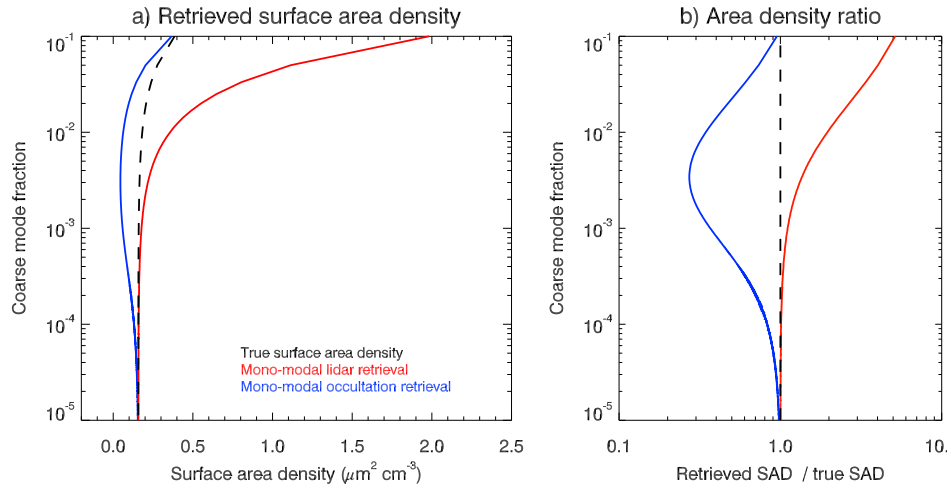 a) Retrieved surface area density
10⁻¹
10⁻²
10⁻³
10⁻⁴
10⁻⁵
Coarse mode fraction
True surface area density
Mono-modal lidar retrieval
Mono-modal occultation retrieval
0.0 0.5 1.0 1.5 2.0 2.5
Surface area density (μm² cm⁻³)
b) Area density ratio
10⁻¹
10⁻²
10⁻³
10⁻⁴
10⁻⁵
Coarse mode fraction
0.1 1.0 10.
Retrieved SAD / true SAD